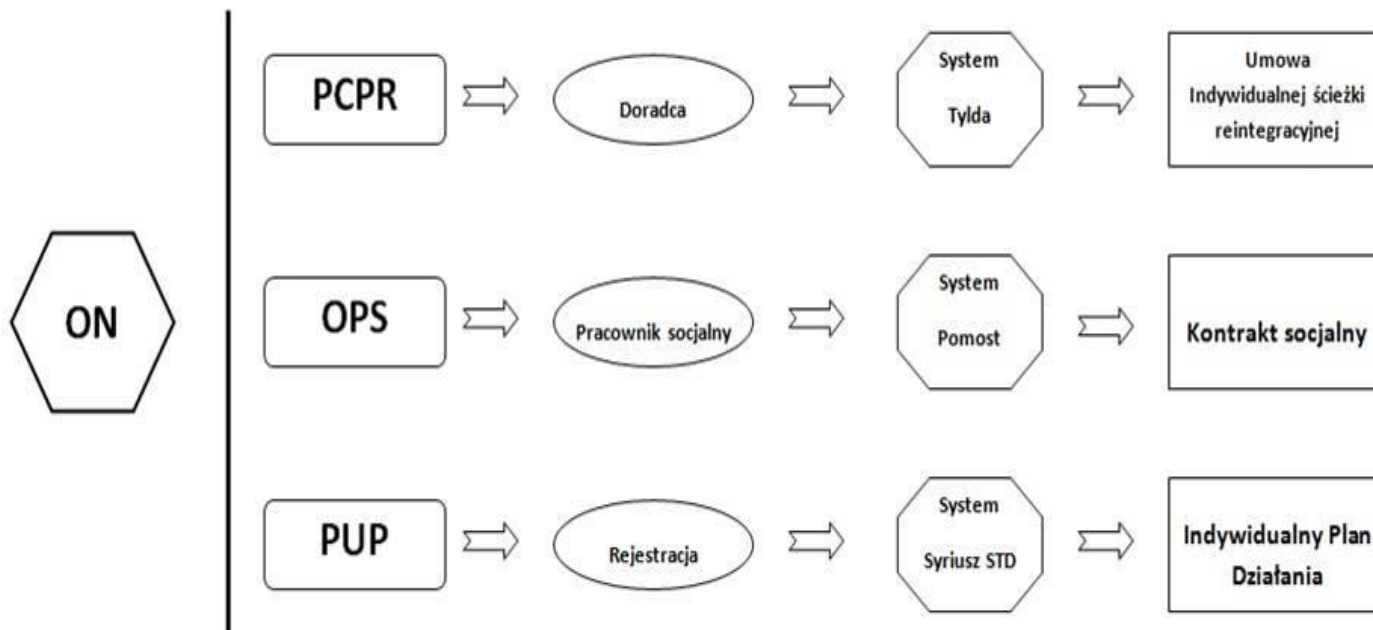 ON
PCPR
Doradca
System
Tylda
Umowa
Indywidualnej ścieżki
reintegracyjnej
OPS
Pracownik socjalny
System
Pomost
Kontrakt socjalny
PUP
Rejestracja
System
Syriusz STD
Indywidualny Plan
Działania